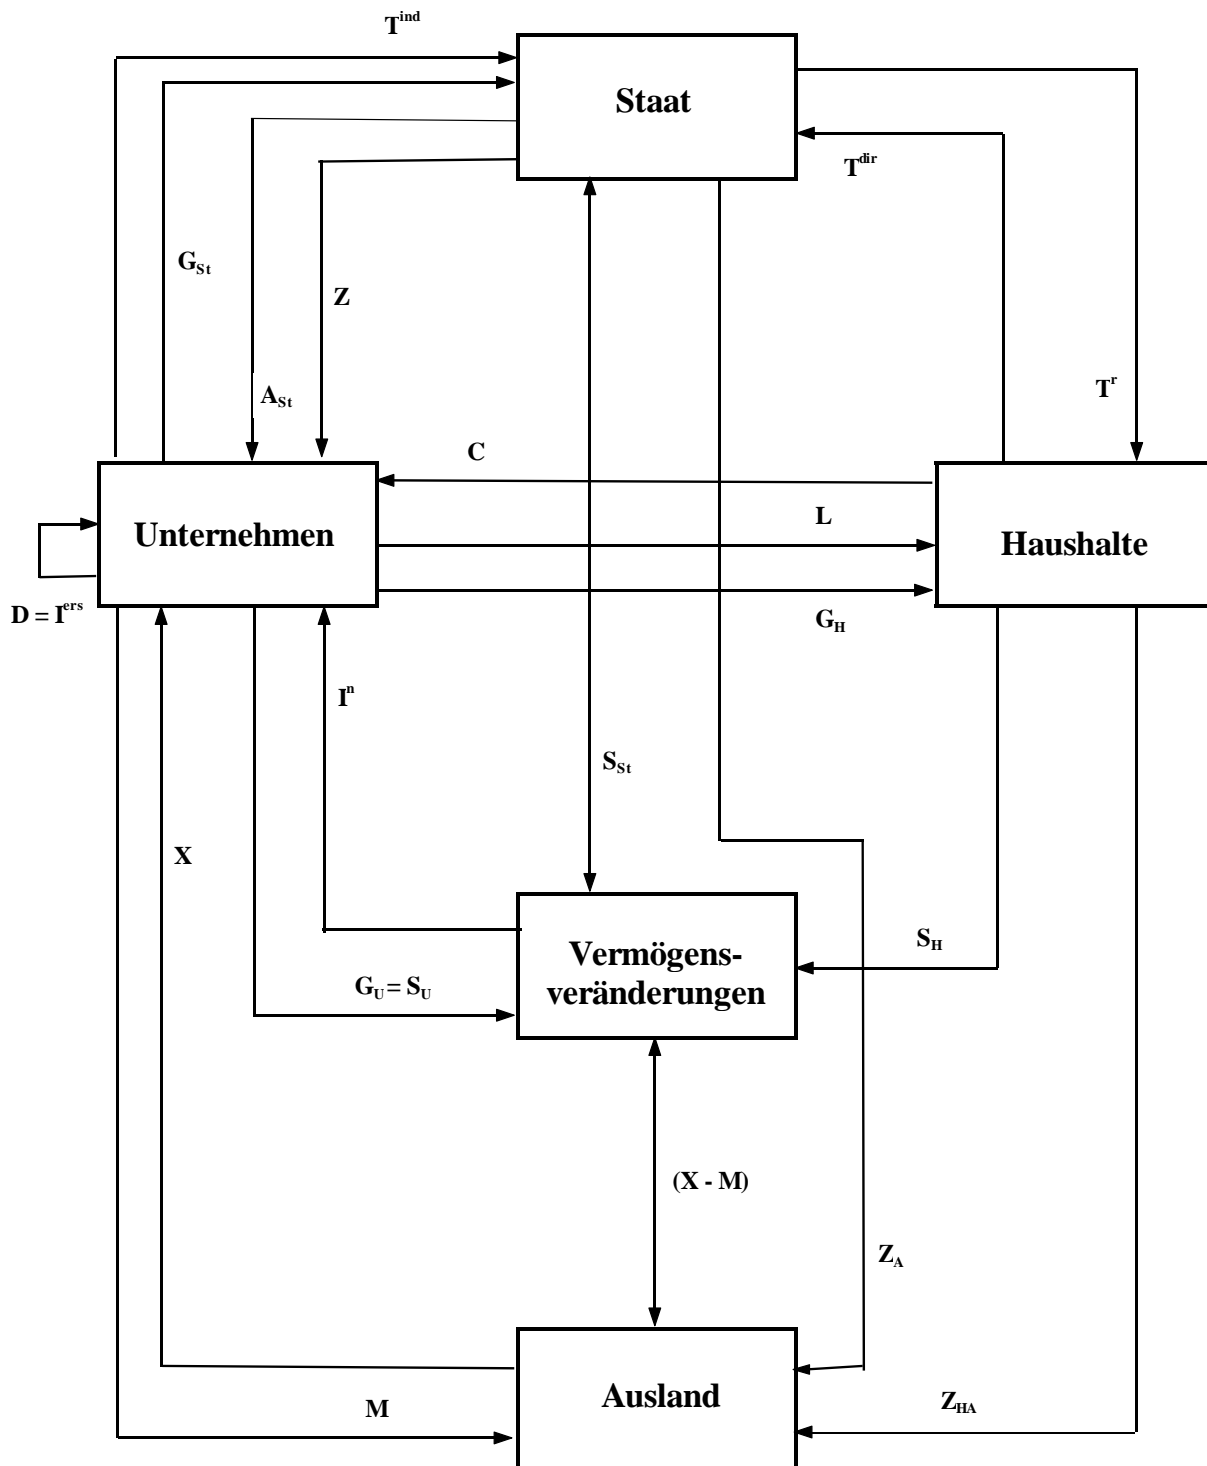 T^ind
Staat
T^dir
G_St
Z
A_St
T^r
C
L
Unternehmen
Haushalte
D = I^ers
G_H
I^n
S_St
X
S_H
Vermögens-
veränderungen
G_U = S_U
(X - M)
Z_A
Ausland
M
Z_HA